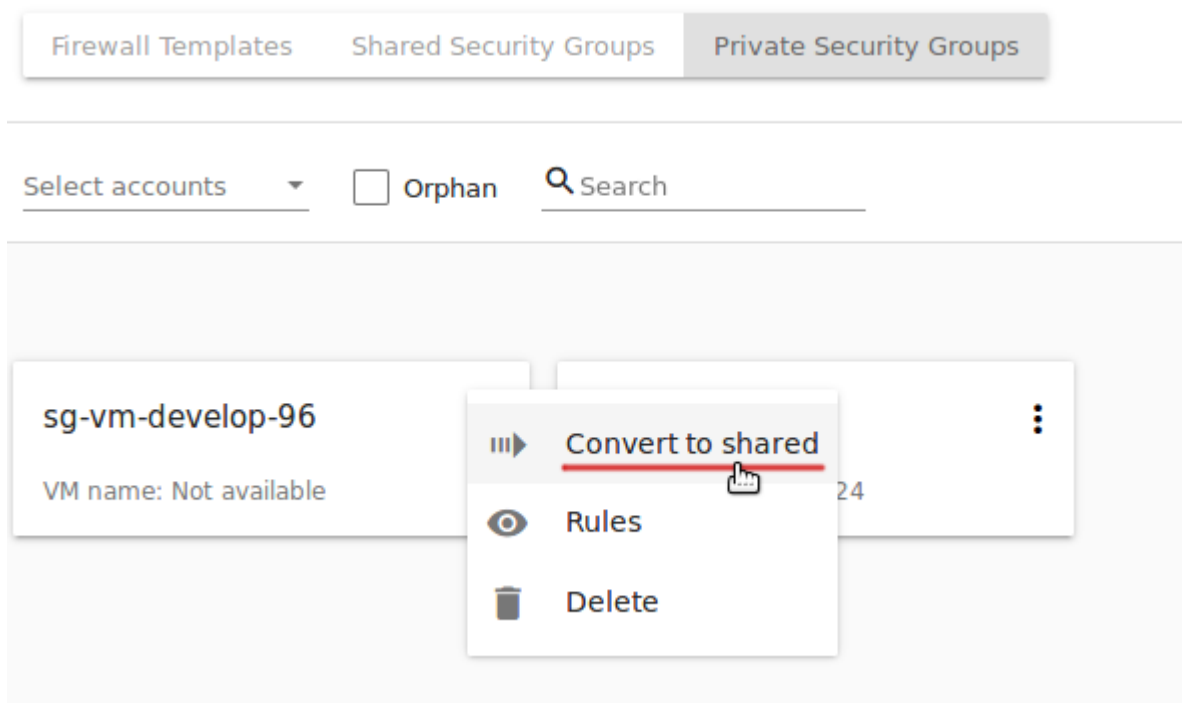 Firewall Templates Shared Security Groups Private Security Groups
Select accounts Orphan Search
sg-vm-develop-96
VM name: Not available
24
Convert to shared
Rules
Delete